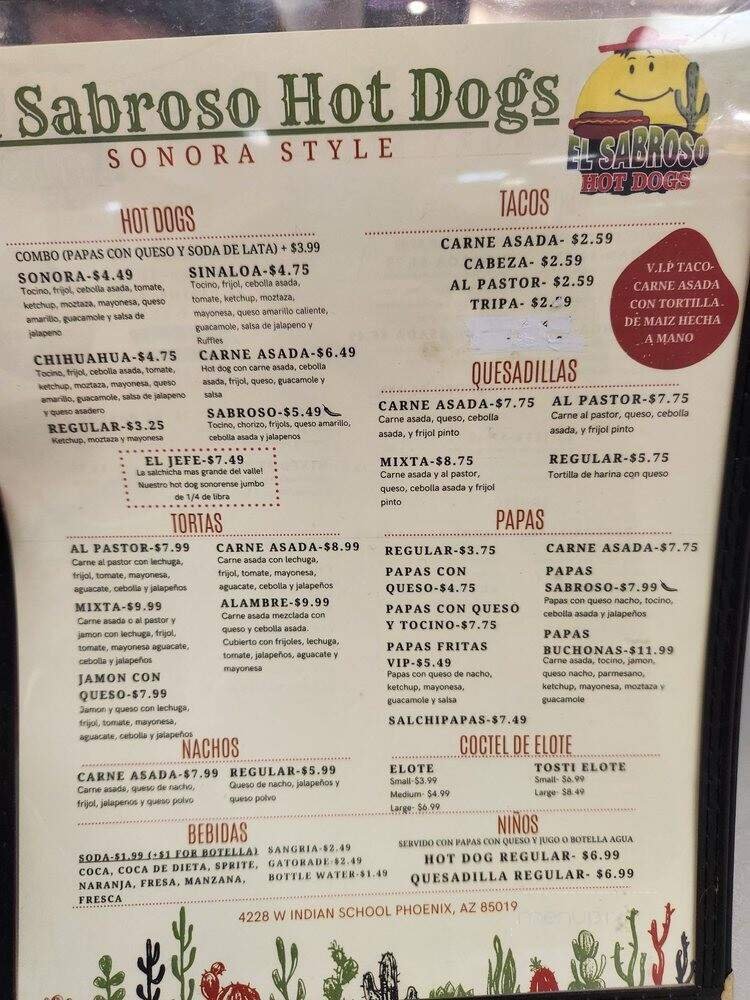 Sabroso Hot Dogs
SONORA STYLE
EL SABROSO
HOT DOGS
HOT DOGS
COMBO (PAPAS CON QUESO Y SODA DE LATA) + $3.99
SONORA-$4.49
Tocino, frijol, cebolla asada, tomate,
ketchup, moztaza, mayonesa, queso
amarillo, guacamole y salsa de
jalapeno
SINALOA-$4.75
Tocino, frijol, cebolla asada,
tomate, ketchup, moztaza,
mayonesa, queso amarillo caliente,
guacamole, salsa de jalapeno y
Ruffles
CHIHUAHUA-$4.75
Tocino, frijol, cebolla asada, tomate,
ketchup, moztaza, mayonesa, queso
amarillo, guacamole, salsa de jalapeno
y queso asadero
CARNE ASADA-$6.49
Hot dog con carne asada, cebolla
asada, frijol, queso, guacamole y
salsa
REGULAR-$3.25
Ketchup, moztaza y mayonesa
SABROSO-$5.49
Tocino, chorizo, frijols, queso amarillo,
cebolla asada y jalapenos
EL JEFE-$7.49
La salchicha mas grande del valle!
Nuestro hot dog sonorense jumbo
de 1/4 de libra
TACOS
CARNE ASADA- $2.59
CABEZA- $2.59
AL PASTOR- $2.59
TRIPA- $2.59
V.I.P TACO-
CARNE ASADA
CON TORTILLA
DE MAIZ HECHA
A MANO
QUESADILLAS
CARNE ASADA-$7.75
Carne asada, queso, cebolla
asada, y frijol pinto
AL PASTOR-$7.75
Carne al pastor, queso, cebolla
asada, y frijol pinto
MIXTA-$8.75
Carne asada y al pastor,
queso, cebolla asada y frijol
pinto
REGULAR-$5.75
Tortilla de harina con queso
TORTAS
AL PASTOR-$7.99
Carne al pastor con lechuga,
frijol, tomate, mayonesa,
aguacate, cebolla y jalapeños
CARNE ASADA-$8.99
Carne asada con lechuga,
frijol, tomate, mayonesa,
aguacate, cebolla y jalapeños
MIXTA-$9.99
Carne asada o al pastor y
jamon con lechuga, frijol,
tomate, mayonesa aguacate,
cebolla y jalapeños
ALAMBRE-$9.99
Carne asada mezclada con
queso y cebolla asada.
Cubierto con frijoles, lechuga,
tomate, jalapeños, aguacate y
mayonesa
JAMON CON
QUESO-$7.99
Jamon y queso con lechuga,
frijol, tomate, mayonesa,
aguacate, cebolla y jalapeños
PAPAS
REGULAR-$3.75
PAPAS CON
QUESO-$4.75
PAPAS CON QUESO
Y TOCINO-$7.75
PAPAS FRITAS
VIP-$5.49
Papas con queso de nacho,
ketchup, mayonesa,
guacamole y salsa
SALCHIPAPAS-$7.49
CARNE ASADA-$7.75
PAPAS
SABROSO-$7.99
Papas con queso nacho, tocino,
cebolla asada y jalapeños
PAPAS
BUCHONAS-$11.99
Carne asada, tocino, jamon,
queso nacho, parmesano,
ketchup, mayonesa, moztaza y
guacamole
NACHOS
CARNE ASADA-$7.99
Carne asada, queso de nacho,
frijol, jalapenos y queso polvo
REGULAR-$5.99
Queso de nacho, jalapeños y
queso polvo
COCTEL DE ELOTE
ELOTE
Small-$3.99
Medium- $4.99
Large- $6.99
TOSTI ELOTE
Small- $6.99
Large- $8.49
BEBIDAS
SODA-$1.99 (+$1 FOR BOTELLA)
COCA, COCA DE DIETA, SPRITE,
NARANJA, FRESA, MANZANA,
FRESCA
SANGRIA-$2.49
GATORADE-$2.49
BOTTLE WATER-$1.49
NIÑOS
SERVIDO CON PAPAS CON QUESO Y JUGO O BOTELLA AGUA
HOT DOG REGULAR- $6.99
QUESADILLA REGULAR- $6.99
4228 W INDIAN SCHOOL PHOENIX, AZ 85019